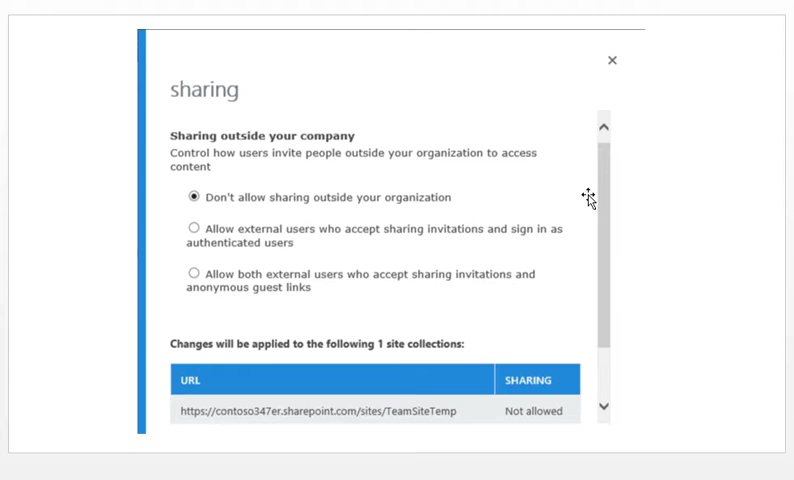 sharing
Sharing outside your company
Control how users invite people outside your organization to access
content
Don't allow sharing outside your organization
Allow external users who accept sharing invitations and sign in as
authenticated users
Allow both external users who accept sharing invitations and
anonymous guest links
Changes will be applied to the following 1 site collections:
URL SHARING
https://contoso347er.sharepoint.com/sites/TeamSiteTemp Not allowed